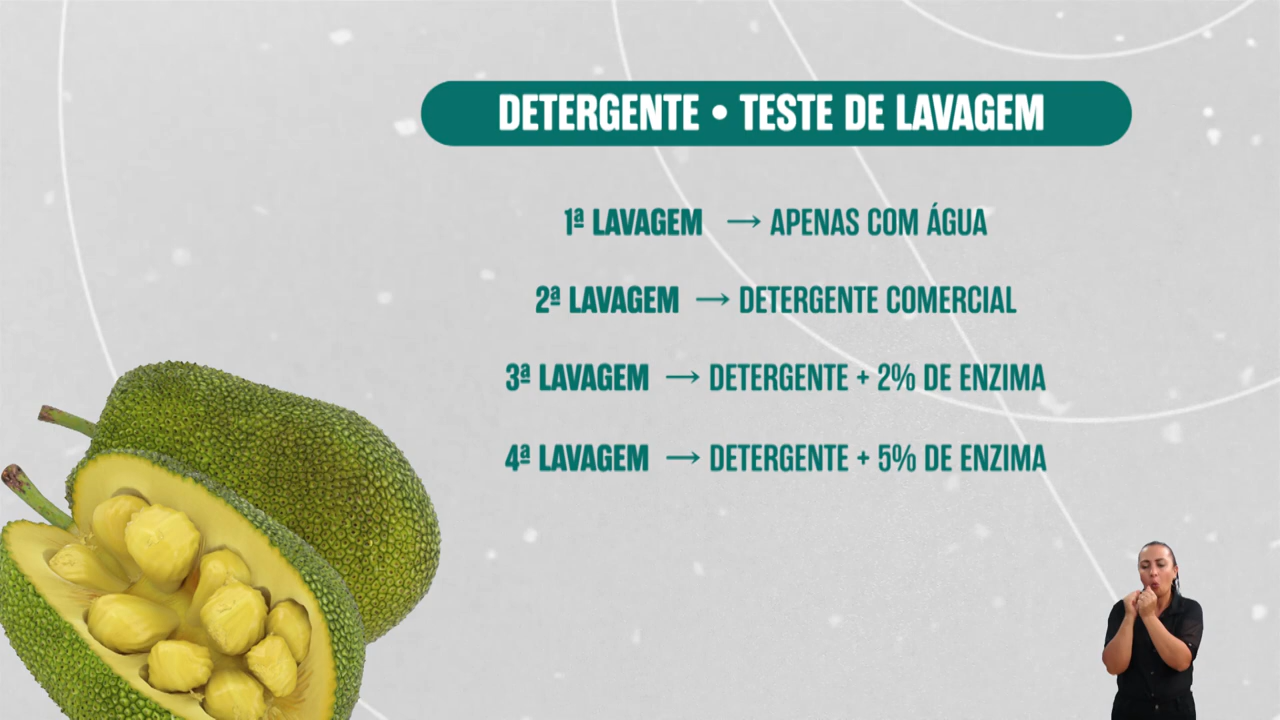 DETERGENTE • TESTE DE LAVAGEM
1ª LAVAGEM → APENAS COM ÁGUA
2ª LAVAGEM → DETERGENTE COMERCIAL
3ª LAVAGEM → DETERGENTE + 2% DE ENZIMA
4ª LAVAGEM → DETERGENTE + 5% DE ENZIMA